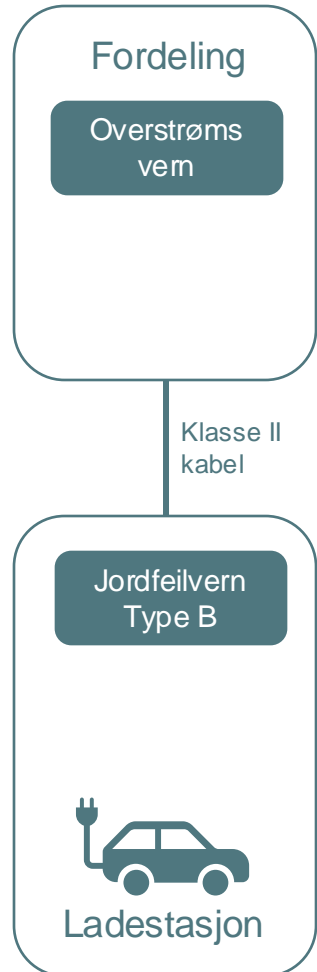 Fordeling
Overstrøms
vern
Klasse II
kabel
Jordfeilvern
Type B
Ladestasjon